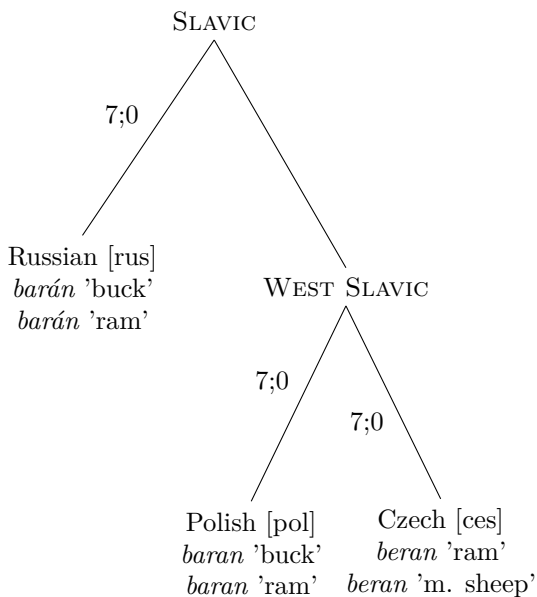 SLAVIC
7;0
Russian [rus]
barán 'buck'
barán 'ram'
WEST SLAVIC
7;0
7;0
Polish [pol]
baran 'buck'
baran 'ram'
Czech [ces]
beran 'ram'
beran 'm. sheep'